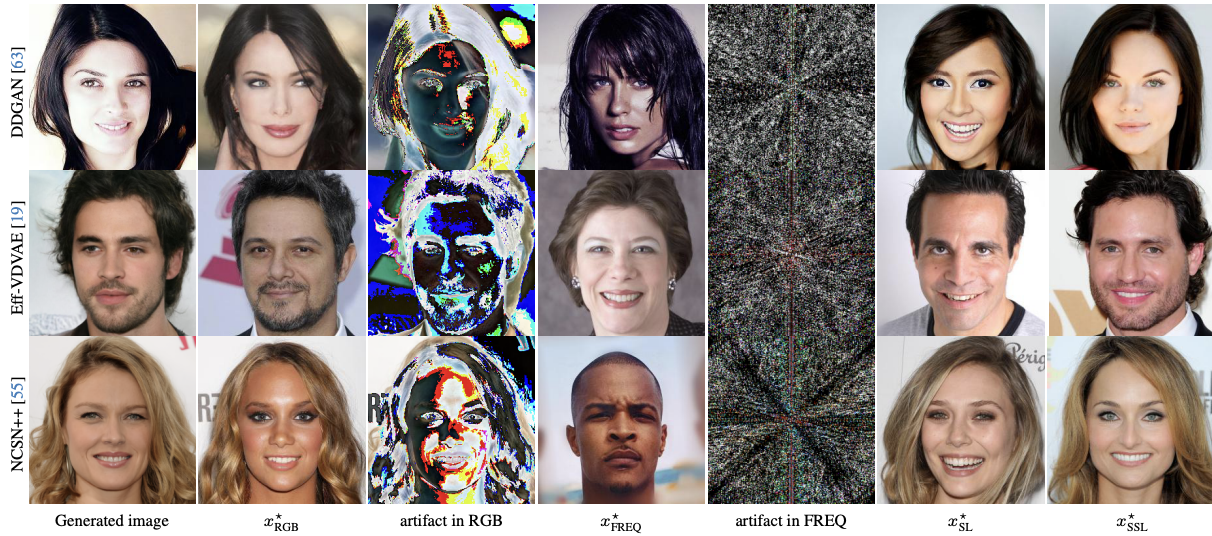 DDGAN [63]
Eff-VDVAE [19]
NCSN++ [55]
Périg
Generated image
x★RGB
artifact in RGB
x★FREQ
artifact in FREQ
x★SL
x★SSL